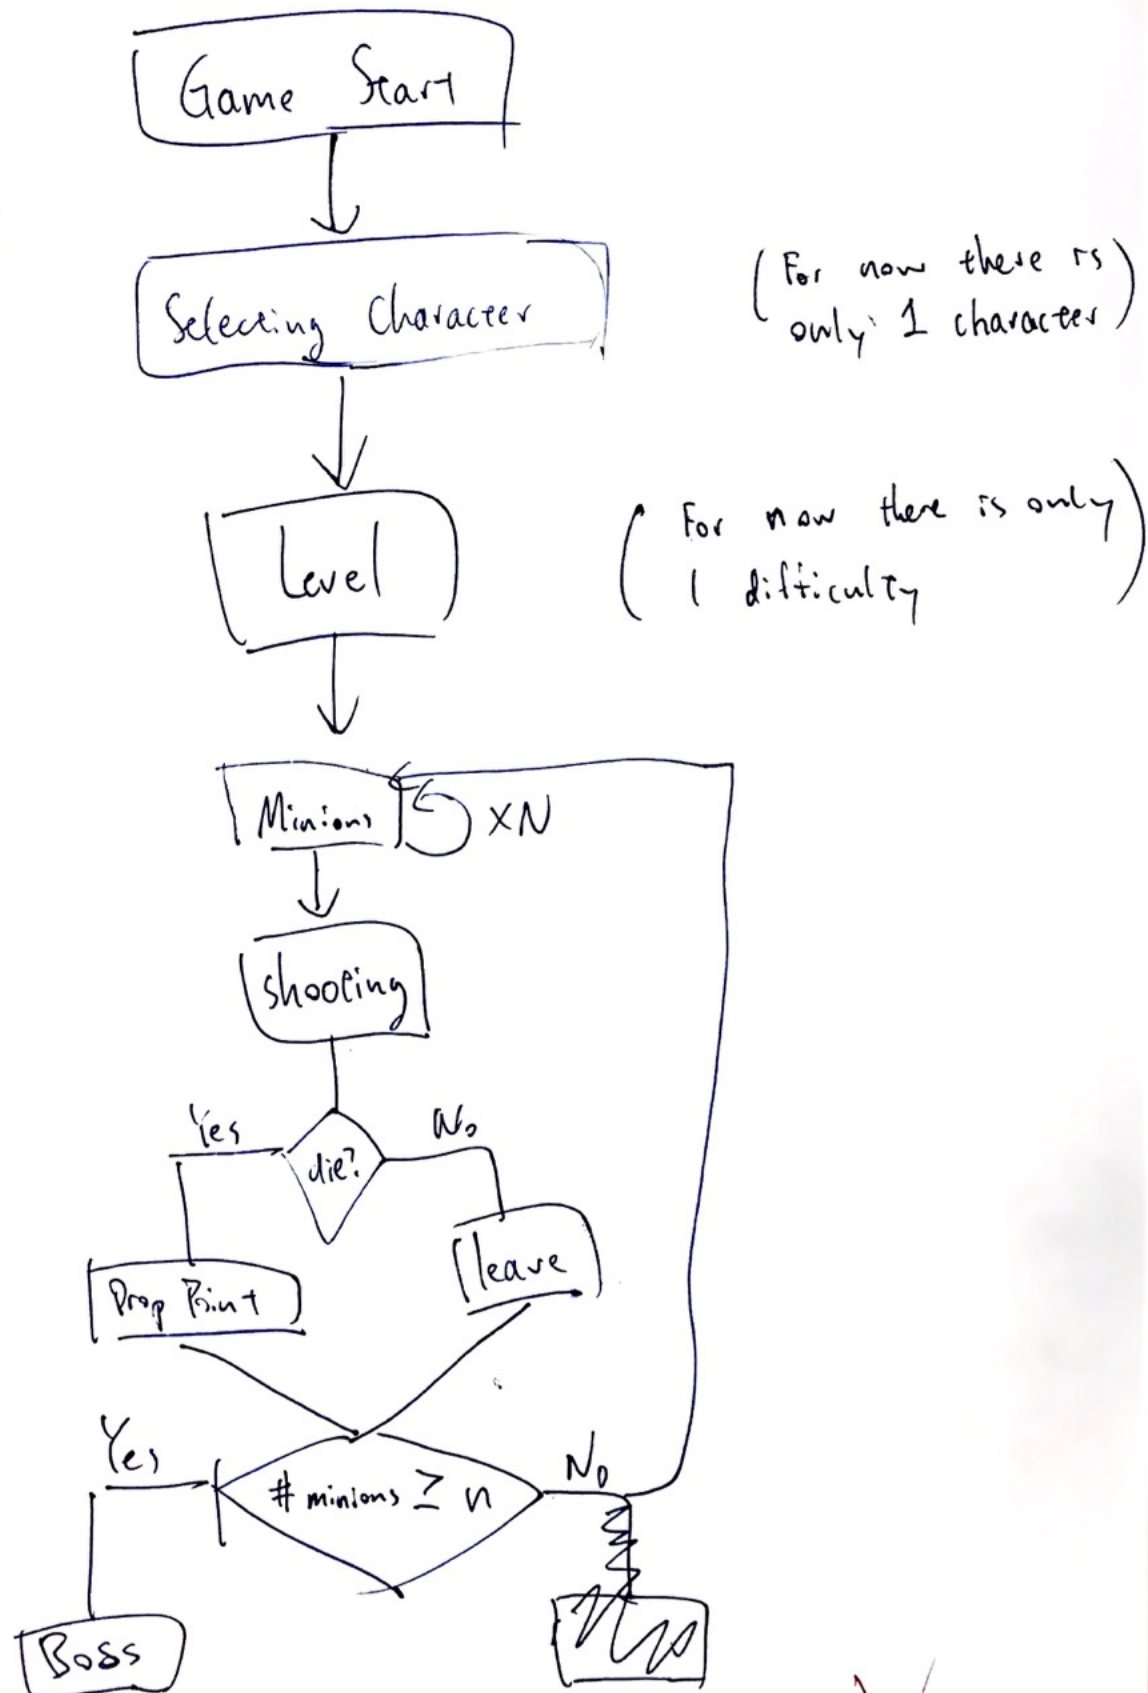 Game Start
Selecting Character
(For now there is
only 1 character)
Level
(For now there is only
1 difficulty)
Minions
×N
shooting
Yes
No
die?
Drop Point
leave
Yes
No
# minions ≥ n
Boss